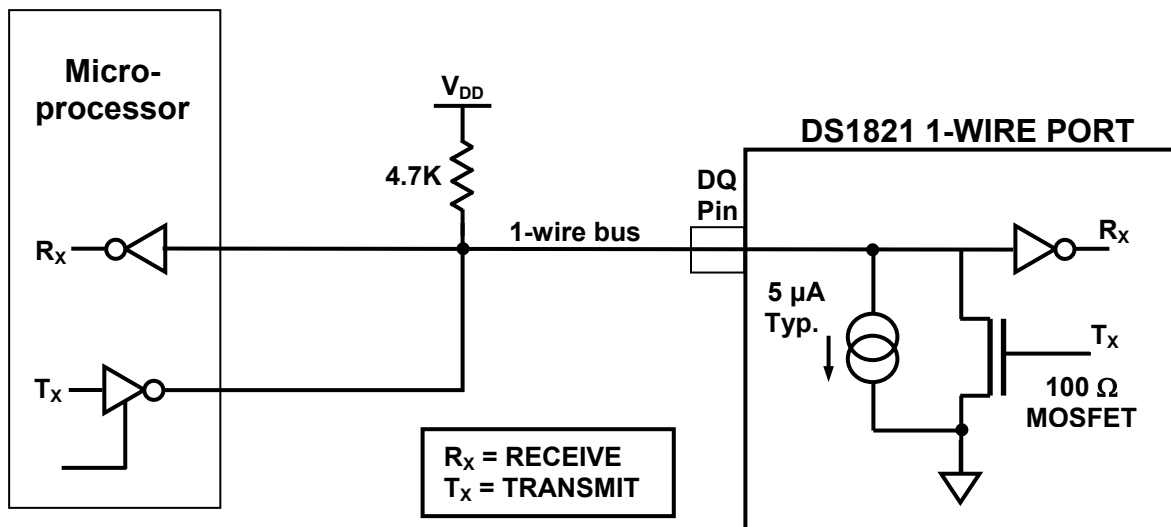 Micro-
processor
V_DD
4.7K
DS1821 1-WIRE PORT
DQ
Pin
1-wire bus
R_X
R_X
5 µA
Typ.
T_X
T_X
100 Ω
MOSFET
R_X = RECEIVE
T_X = TRANSMIT